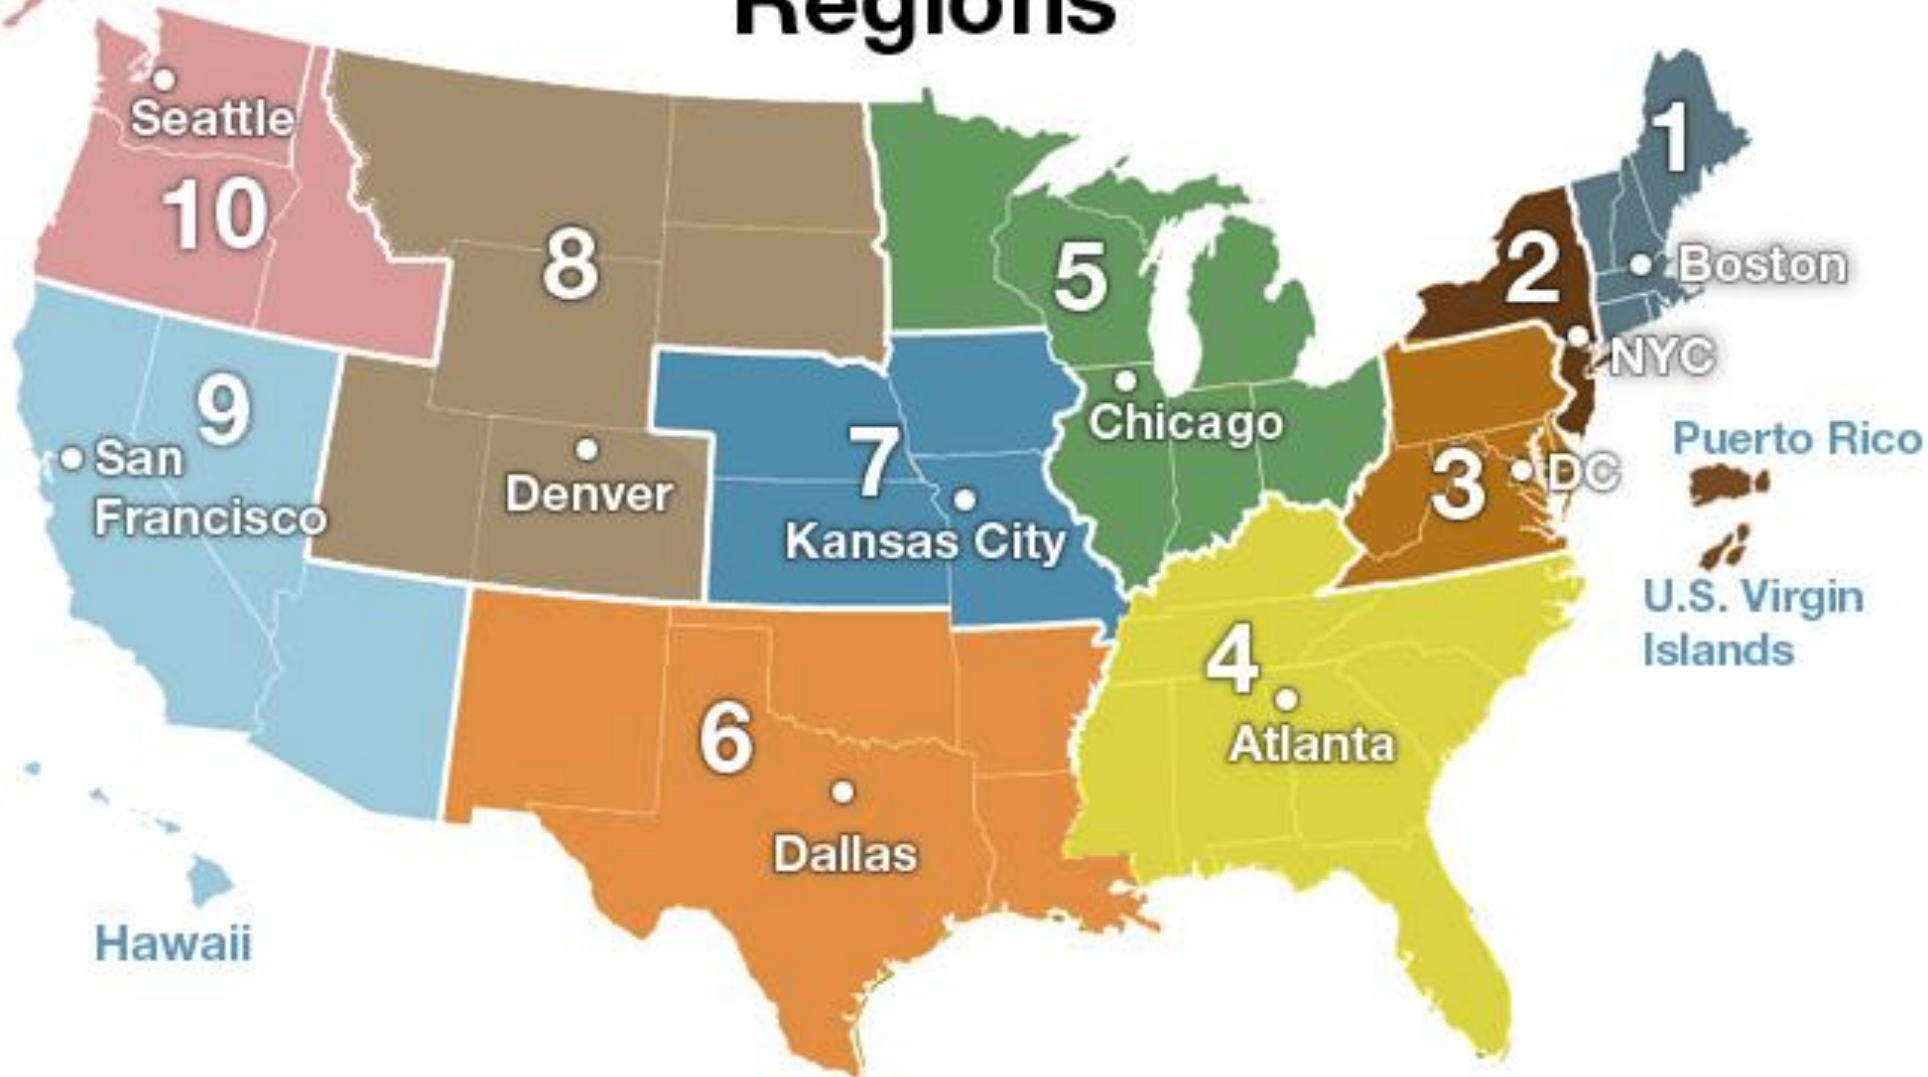 Regions
1
Seattle
10
2
8
5
Boston
NYC
9
Chicago
Puerto Rico
7
San
Francisco
3
DC
Denver
Kansas City
U.S. Virgin
Islands
4
6
Atlanta
Dallas
Hawaii